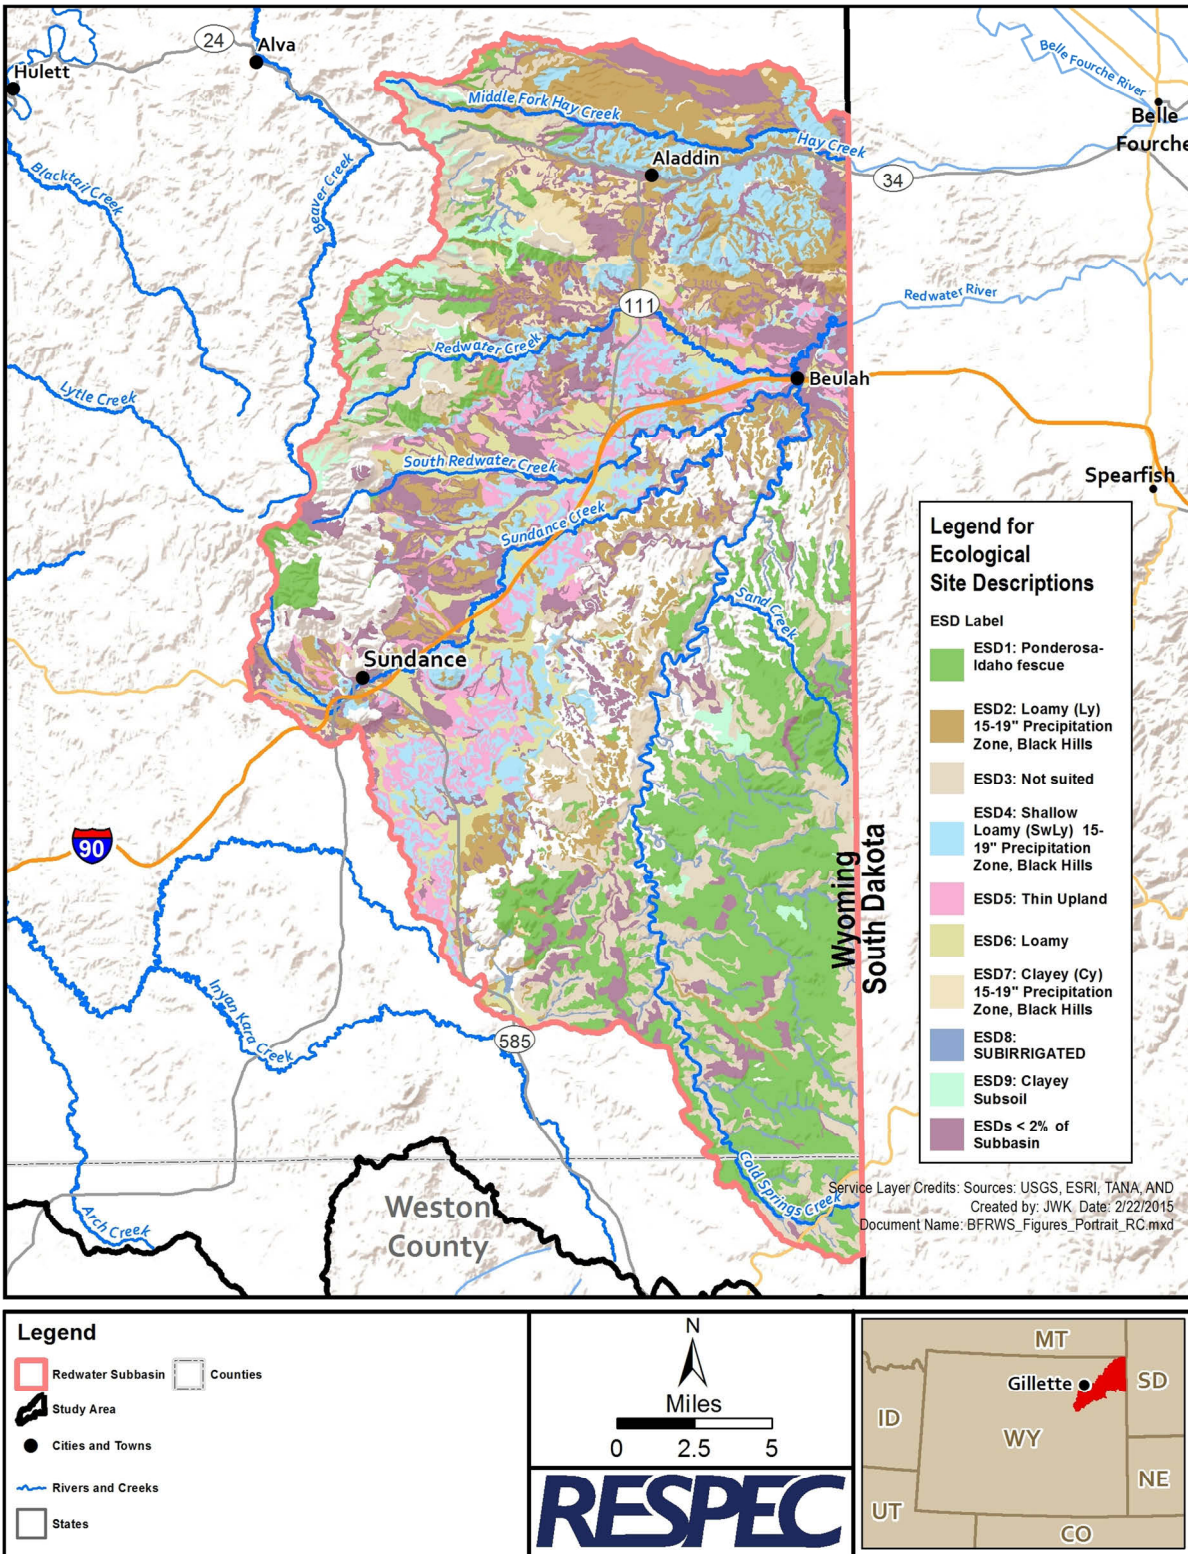 24
Alva
Hulett
Belle Fourche River
Belle
Fourche
Middle Fork Hay Creek
Hay Creek
Aladdin
34
Blacktail Creek
Beaver Creek
Redwater River
111
Redwater Creek
Beulah
Lytle Creek
South Redwater Creek
Spearfish
Sundance Creek
Sand Creek
Sundance
90
Wyoming
South Dakota
Inyan Kara Creek
585
Cold Springs Creek
Arch Creek
Weston
County
Legend for
Ecological
Site Descriptions
ESD Label
ESD1: Ponderosa-
Idaho fescue
ESD2: Loamy (Ly)
15-19" Precipitation
Zone, Black Hills
ESD3: Not suited
ESD4: Shallow
Loamy (SwLy) 15-
19" Precipitation
Zone, Black Hills
ESD5: Thin Upland
ESD6: Loamy
ESD7: Clayey (Cy)
15-19" Precipitation
Zone, Black Hills
ESD8:
SUBIRRIGATED
ESD9: Clayey
Subsoil
ESDs < 2% of
Subbasin
Service Layer Credits: Sources: USGS, ESRI, TANA, AND
Created by: JWK Date: 2/22/2015
Document Name: BFRWS_Figures_Portrait_RC.mxd
Legend
Redwater Subbasin
Counties
Study Area
Cities and Towns
Rivers and Creeks
States
N
Miles
0 2.5 5
RESPEC
MT
Gillette
SD
ID
WY
NE
UT
CO